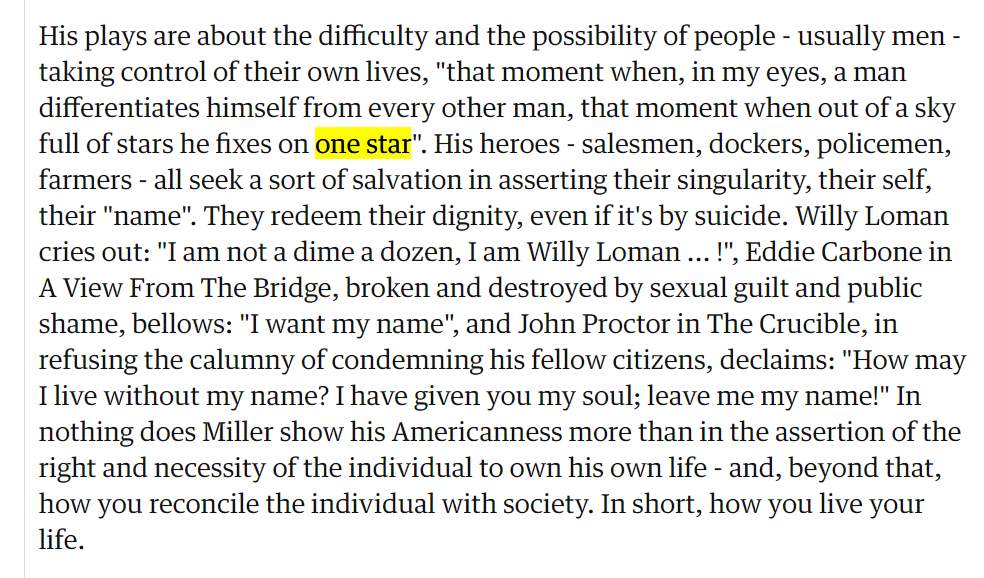 His plays are about the difficulty and the possibility of people - usually men -
taking control of their own lives, "that moment when, in my eyes, a man
differentiates himself from every other man, that moment when out of a sky
full of stars he fixes on one star". His heroes - salesmen, dockers, policemen,
farmers - all seek a sort of salvation in asserting their singularity, their self,
their "name". They redeem their dignity, even if it's by suicide. Willy Loman
cries out: "I am not a dime a dozen, I am Willy Loman ... !", Eddie Carbone in
A View From The Bridge, broken and destroyed by sexual guilt and public
shame, bellows: "I want my name", and John Proctor in The Crucible, in
refusing the calumny of condemning his fellow citizens, declaims: "How may
I live without my name? I have given you my soul; leave me my name!" In
nothing does Miller show his Americanness more than in the assertion of the
right and necessity of the individual to own his own life - and, beyond that,
how you reconcile the individual with society. In short, how you live your
life.